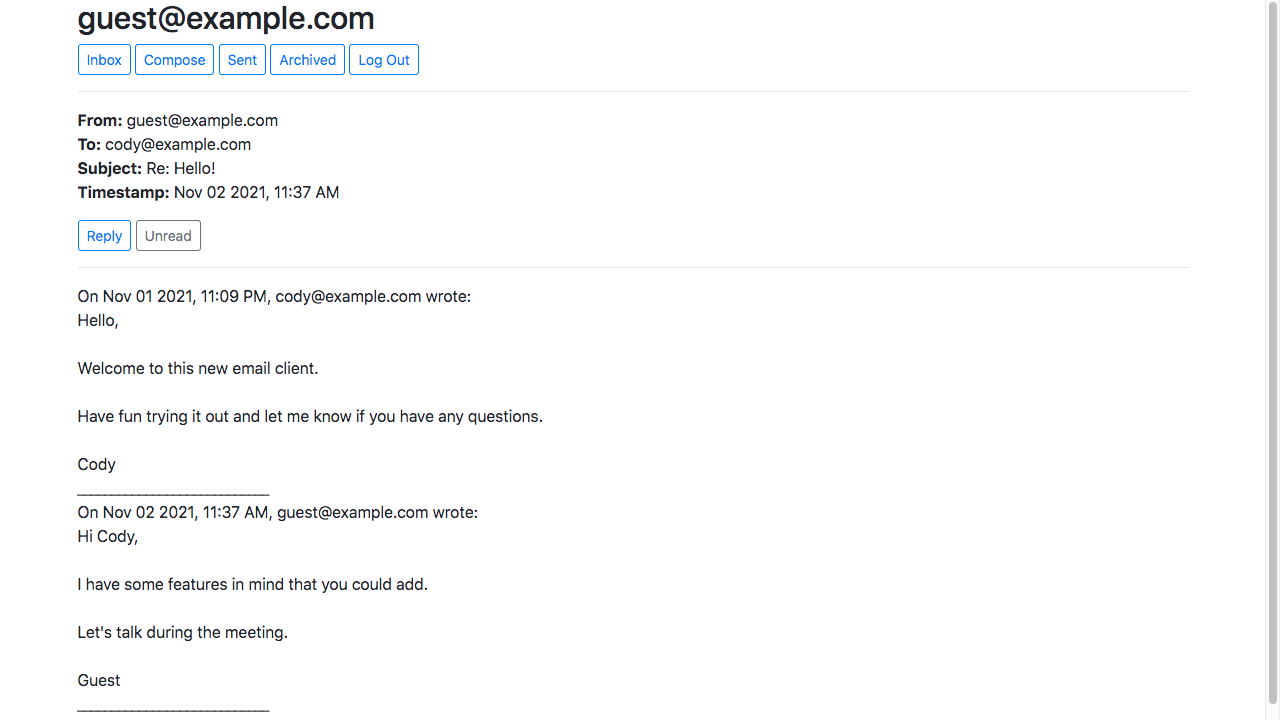 guest@example.com
Inbox Compose Sent Archived Log Out
From: guest@example.com
To: cody@example.com
Subject: Re: Hello!
Timestamp: Nov 02 2021, 11:37 AM
Reply Unread
On Nov 01 2021, 11:09 PM, cody@example.com wrote:
Hello,
Welcome to this new email client.
Have fun trying it out and let me know if you have any questions.
Cody
________________________
On Nov 02 2021, 11:37 AM, guest@example.com wrote:
Hi Cody,
I have some features in mind that you could add.
Let's talk during the meeting.
Guest
________________________